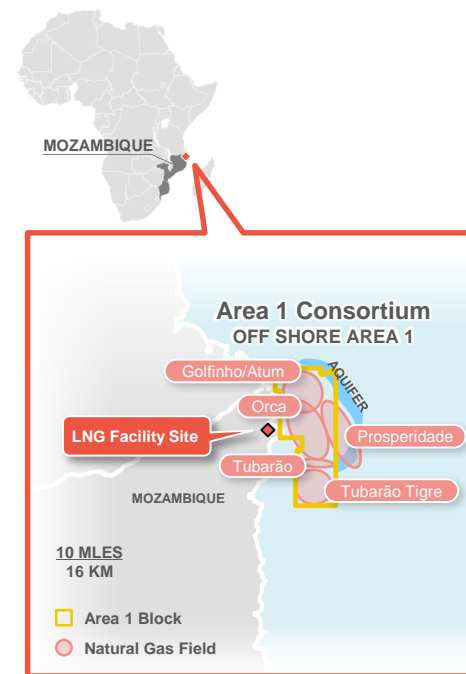 MOZAMBIQUE
Area 1 Consortium
OFF SHORE AREA 1
Golfinho/Atum
AQUIFER
Orca
LNG Facility Site
Prosperidade
Tubarão
Tubarão Tigre
MOZAMBIQUE
10 MLES
16 KM
Area 1 Block
Natural Gas Field